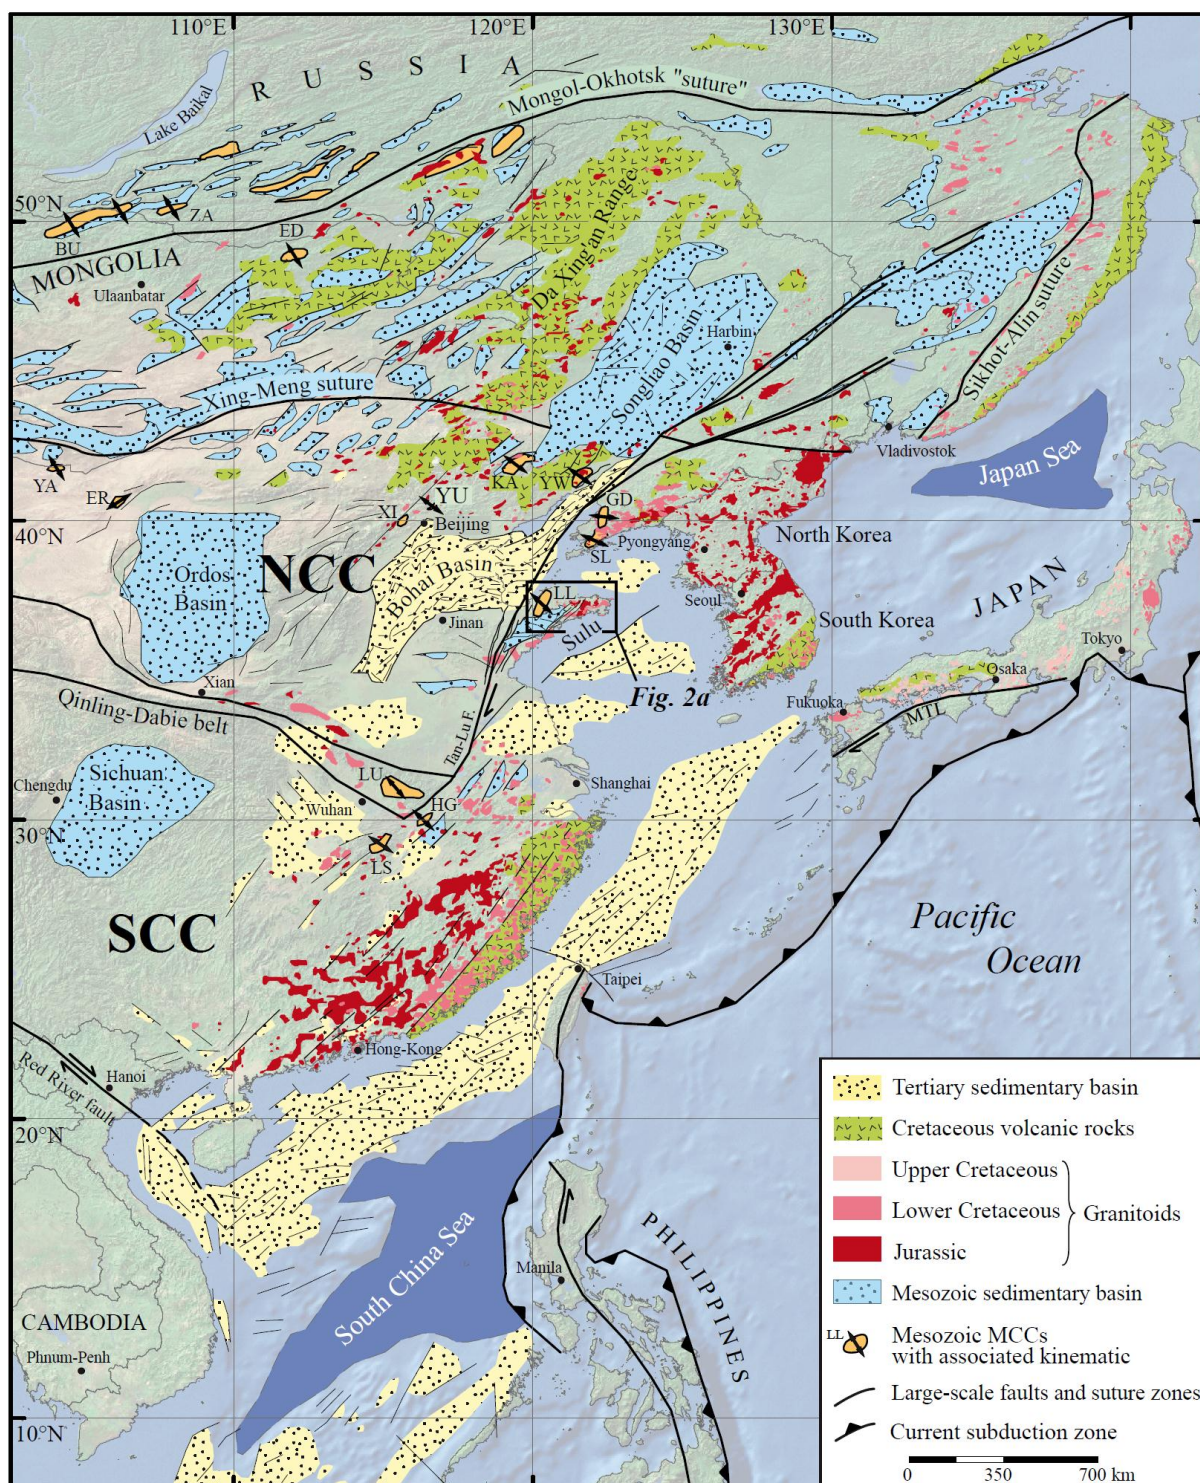 110°E
120°E
130°E
RUSSIA
Mongol-Okhotsk "suture"
Lake Baikal
50°N
ZA
BU
ED
MONGOLIA
Ulaanbatar
Da Xing'an Range
Harbin
Songliao Basin
Sikhot-Alin suture
Xing-Meng suture
Vladivostok
Japan Sea
YA
ER
KA
YW
YU
XI
GD
Beijing
40°N
NCC
Ordos
Basin
Bohai Basin
SL
Pyongyang
North Korea
LL
Seoul
JAPAN
Jinan
Sulu
South Korea
Tokyo
Xian
Fig. 2a
Osaka
Qinling-Dabie belt
Fukuoka
MTL
Tan-Lu F.
Sichuan
Basin
Chengdu
LU
Shanghai
Wuhan
HG
30°N
LS
SCC
Pacific
Ocean
Taipei
Hong-Kong
Red River fault
Hanoi
20°N
South China Sea
Manila
PHILIPPINES
CAMBODIA
Phnum-Penh
10°N
Tertiary sedimentary basin
Cretaceous volcanic rocks
Upper Cretaceous
Lower Cretaceous
Granitoids
Jurassic
Mesozoic sedimentary basin
LL
Mesozoic MCCs
with associated kinematic
Large-scale faults and suture zones
Current subduction zone
0 350 700 km